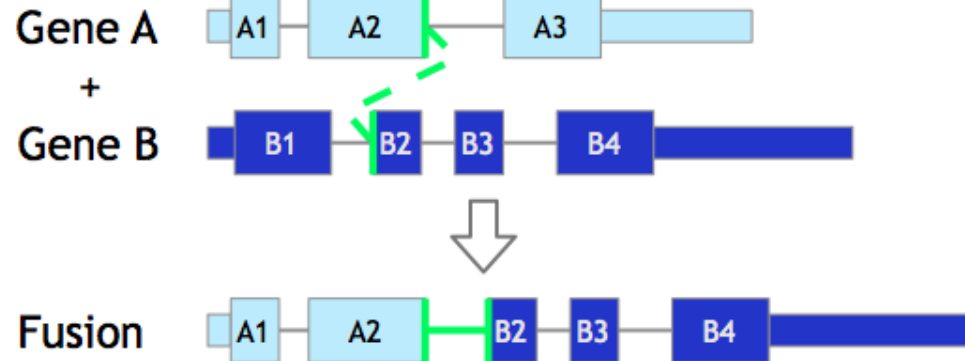 Gene A A1 A2 A3
+
Gene B B1 B2 B3 B4
Fusion A1 A2 B2 B3 B4